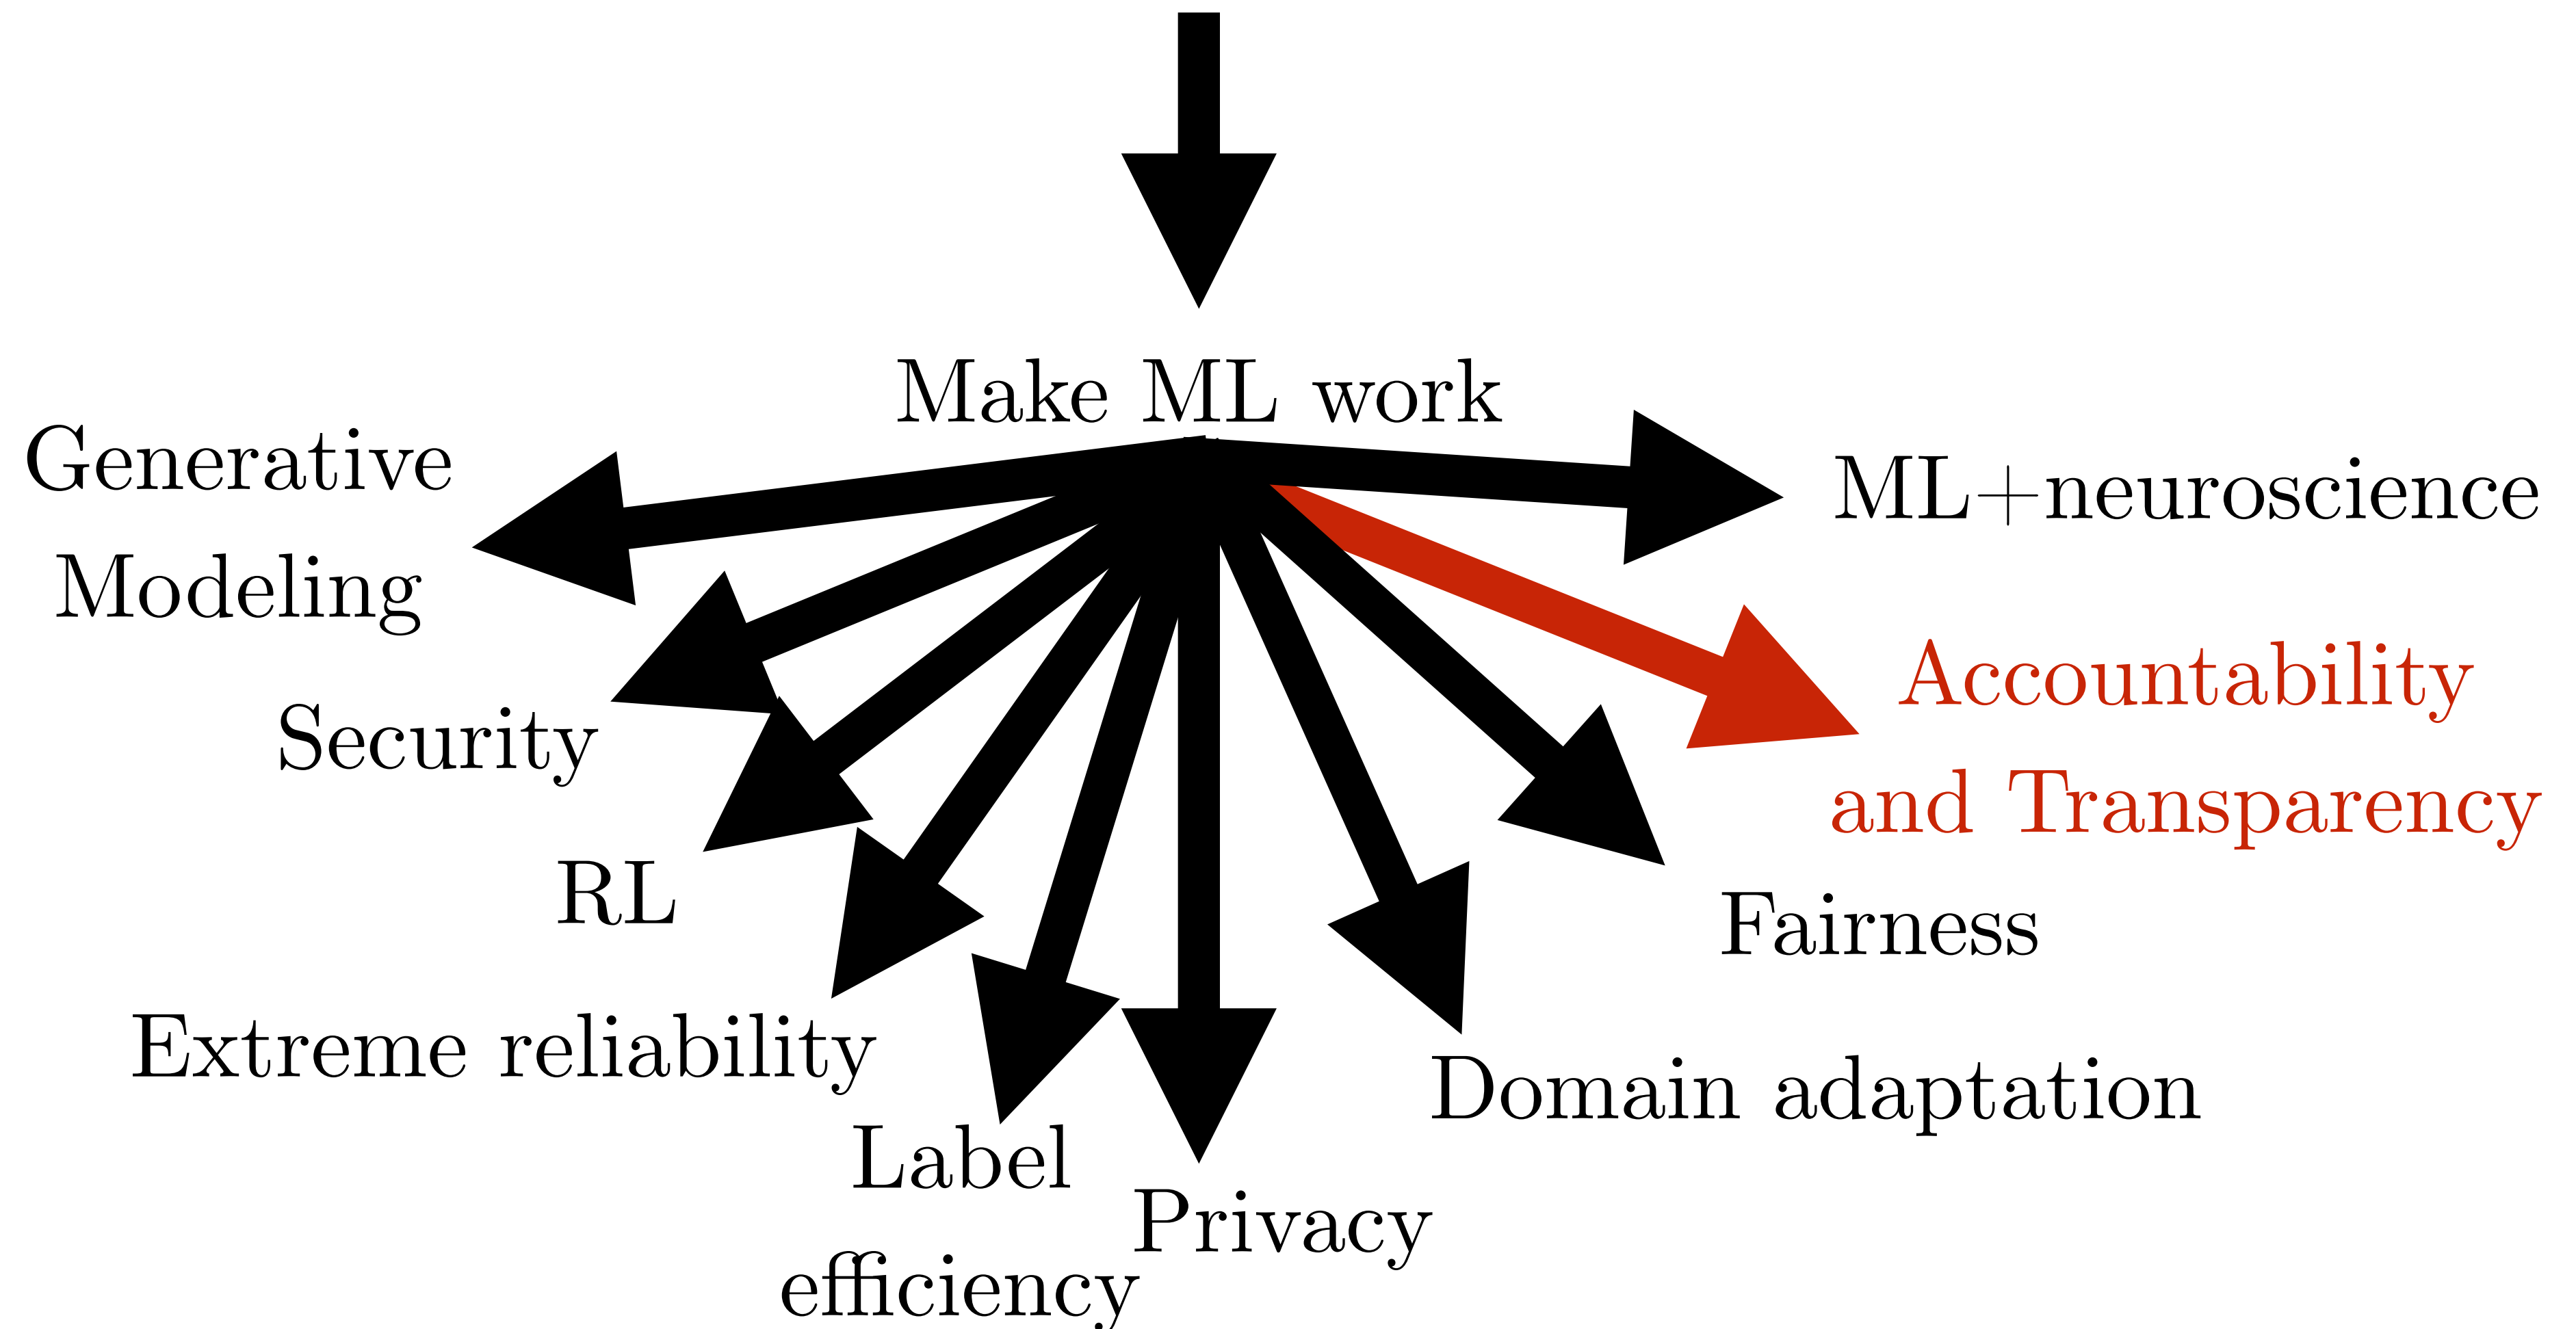 Make ML work
Generative
Modeling
Security
RL
Extreme reliability
Label
efficiency
Privacy
Domain adaptation
Fairness
Accountability
and Transparency
ML+neuroscience